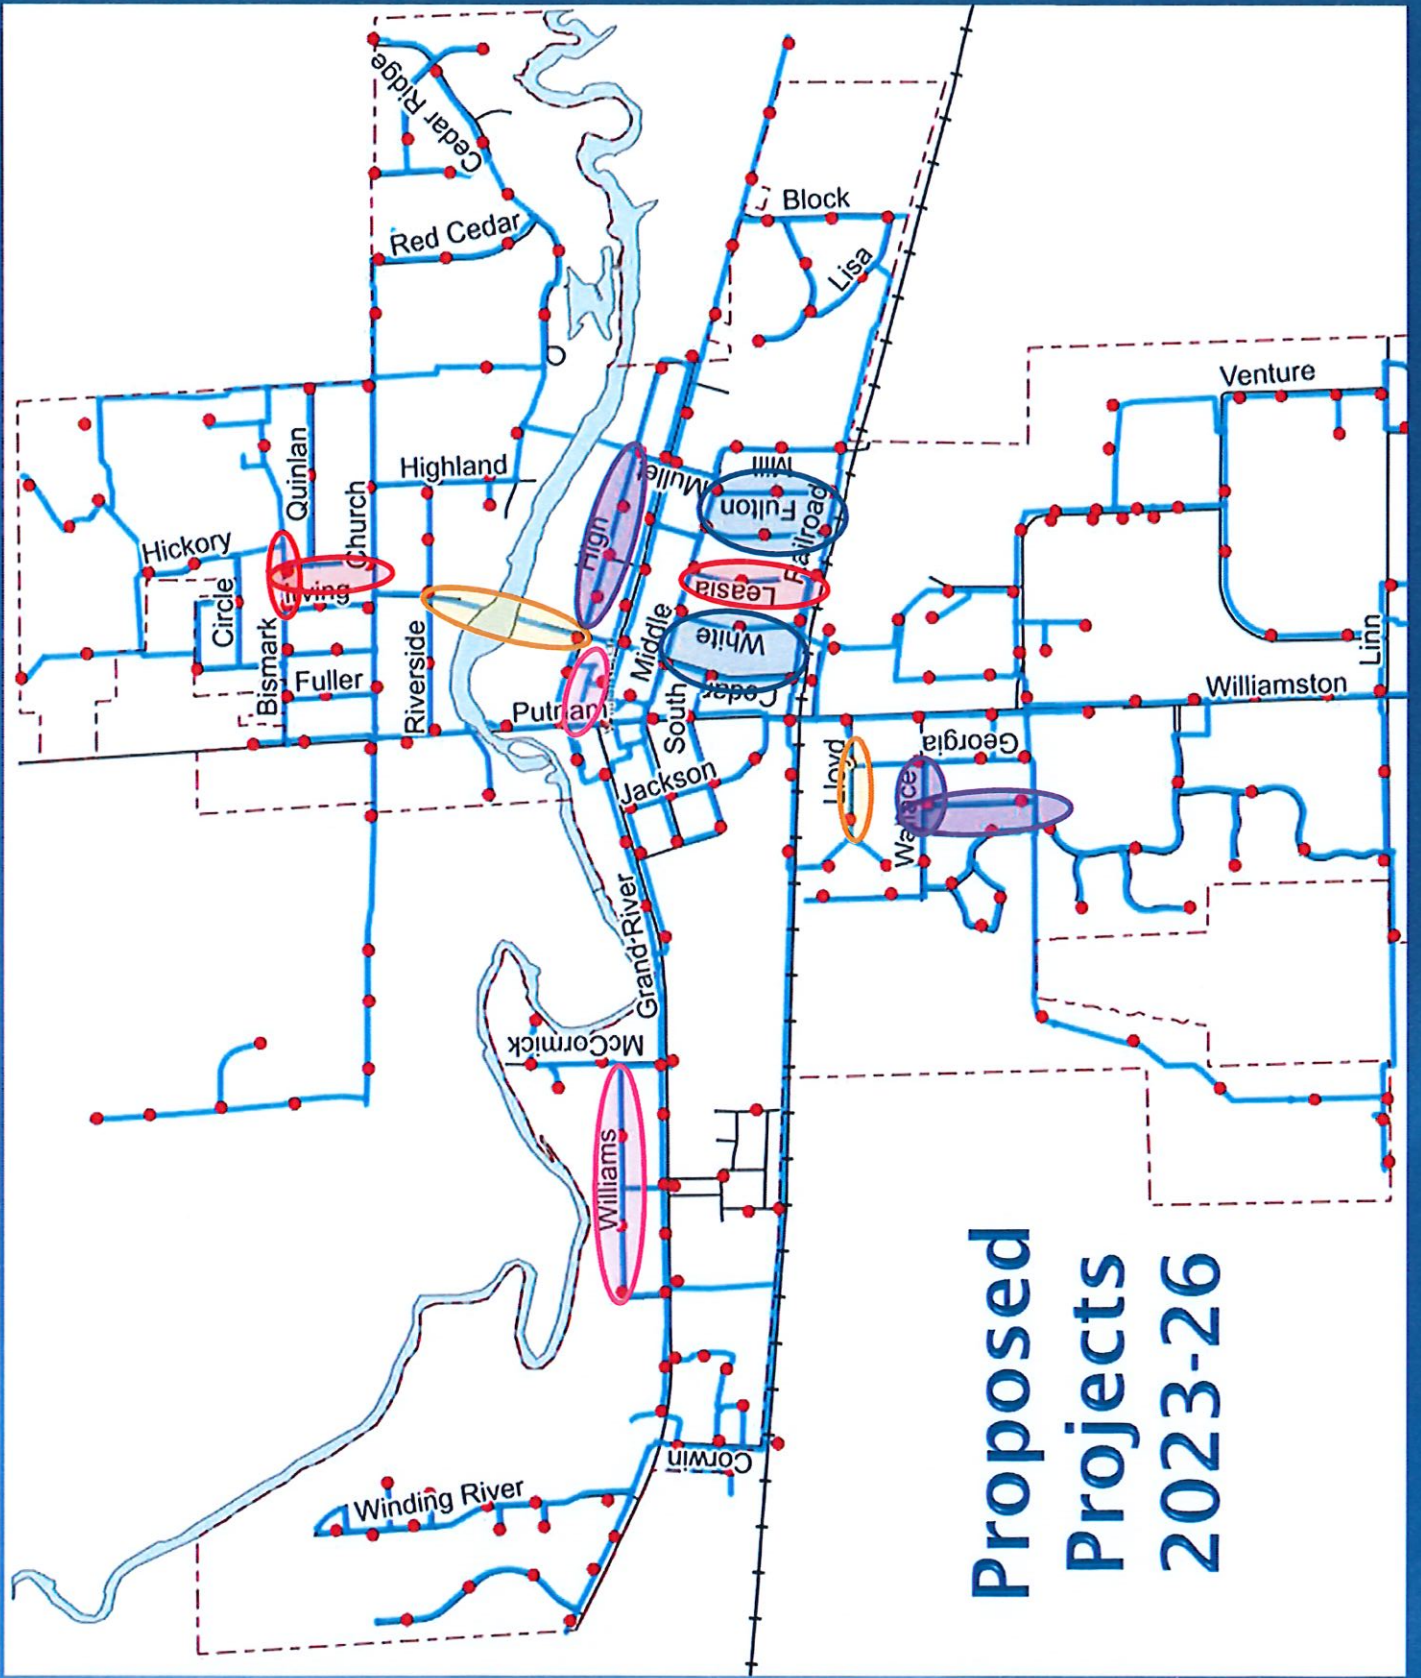 Cedar Ridge
Red Cedar
Block
Lisa
Venture
Quinlan
Highland
Church
Mullet
Mill
Fulton
Railroad
High
Hickory
Circle
Leasia
Bismark
Fuller
Riverside
Middle
White
Cedar
Linn
Williamston
Putnam
South
Jackson
Lloyd
Georgia
Wallace
Grand River
McCormick
Williams
Corwin
Winding River
Proposed
Projects
2023-26